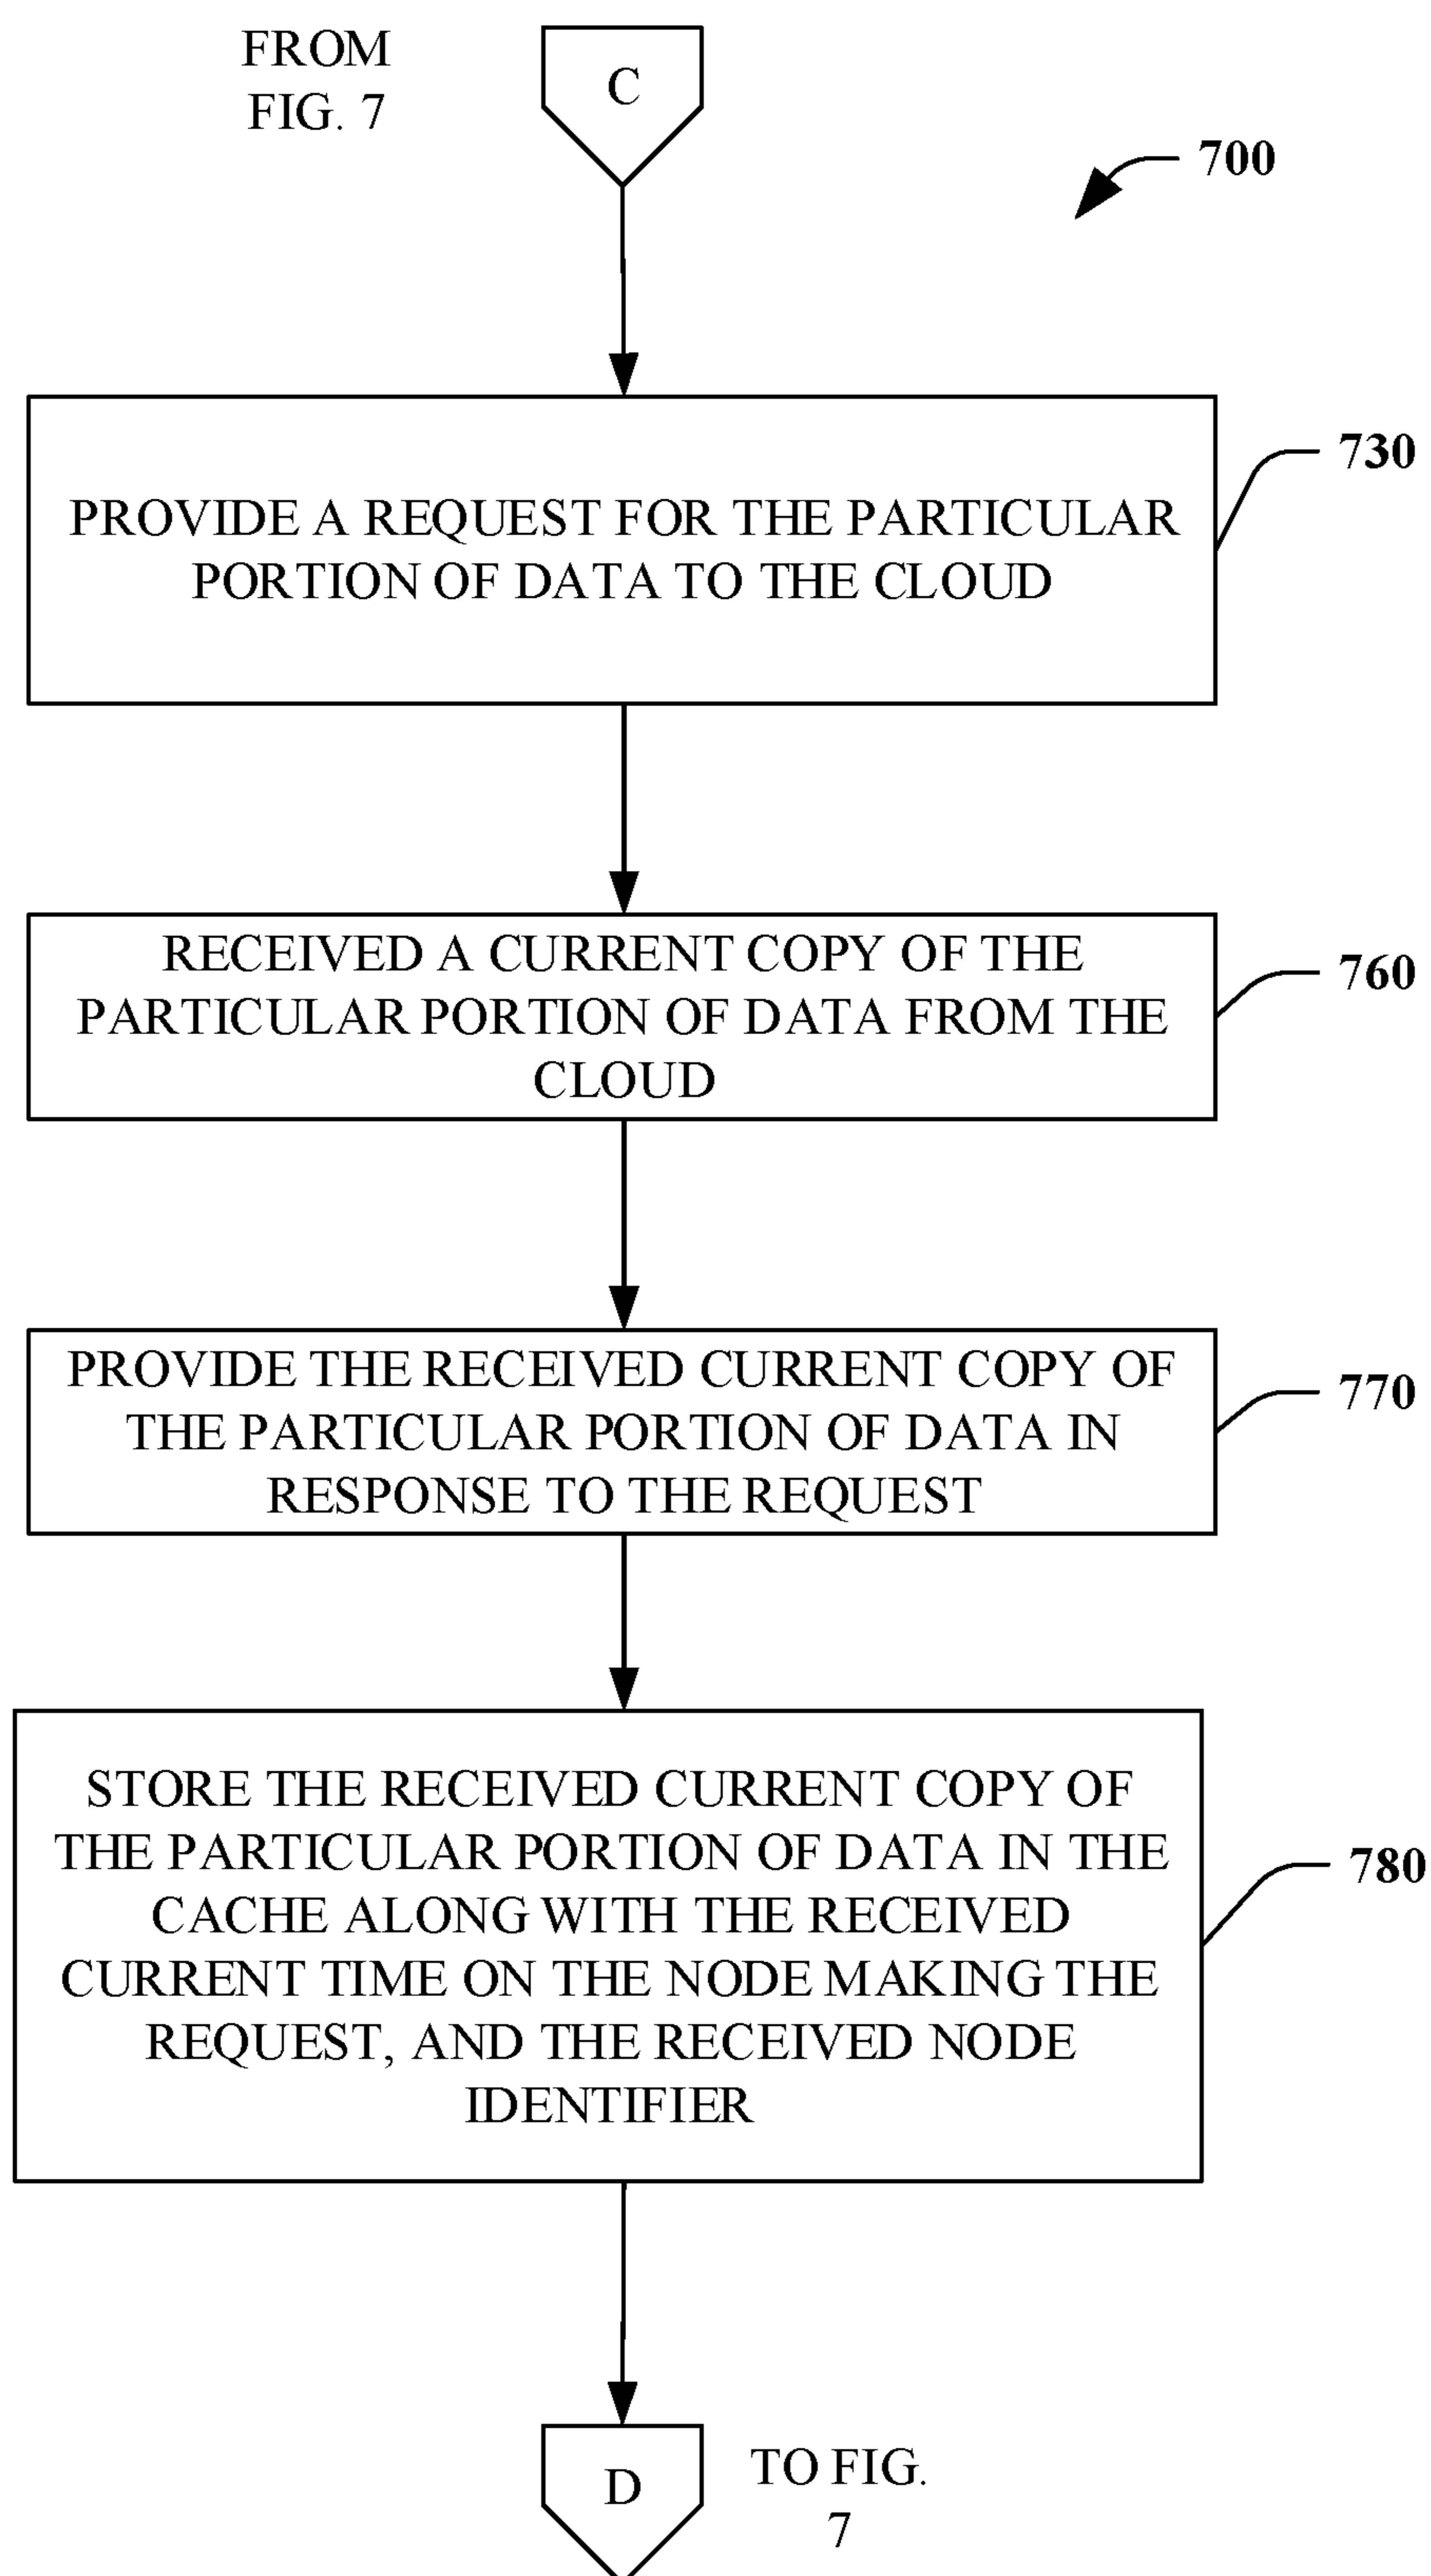 FROM
FIG. 7
C
700
PROVIDE A REQUEST FOR THE PARTICULAR
PORTION OF DATA TO THE CLOUD
730
RECEIVED A CURRENT COPY OF THE
PARTICULAR PORTION OF DATA FROM THE
CLOUD
760
PROVIDE THE RECEIVED CURRENT COPY OF
THE PARTICULAR PORTION OF DATA IN
RESPONSE TO THE REQUEST
770
STORE THE RECEIVED CURRENT COPY OF
THE PARTICULAR PORTION OF DATA IN THE
CACHE ALONG WITH THE RECEIVED
CURRENT TIME ON THE NODE MAKING THE
REQUEST, AND THE RECEIVED NODE
IDENTIFIER
780
D
TO FIG.
7